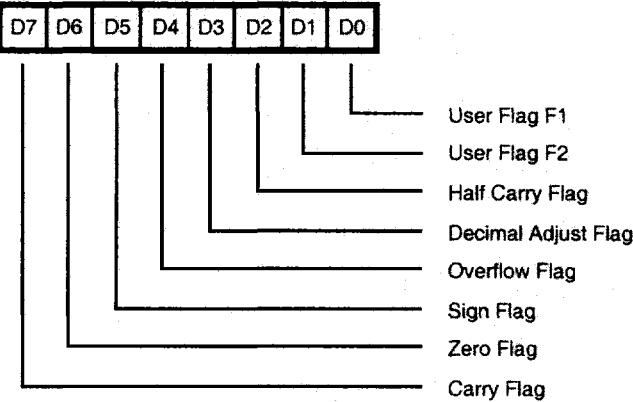 D7 D6 D5 D4 D3 D2 D1 D0
User Flag F1
User Flag F2
Half Carry Flag
Decimal Adjust Flag
Overflow Flag
Sign Flag
Zero Flag
Carry Flag